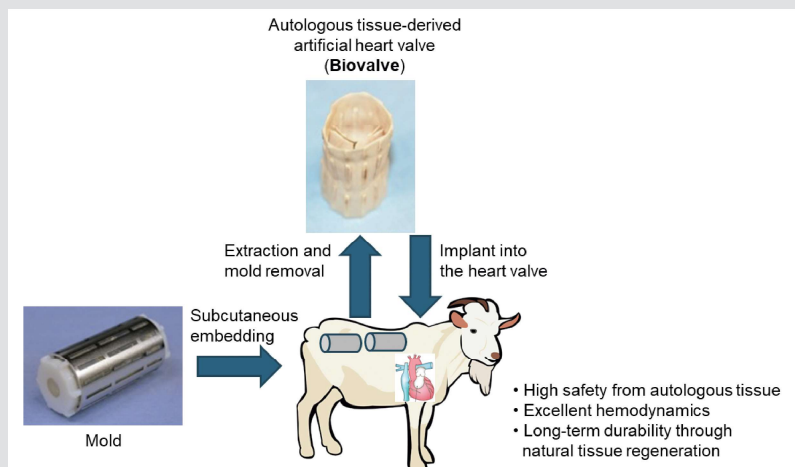 Autologous tissue-derived
artificial heart valve
(Biovalve)
Extraction and
mold removal
Implant into
the heart valve
Subcutaneous
embedding
Mold
• High safety from autologous tissue
• Excellent hemodynamics
• Long-term durability through
natural tissue regeneration